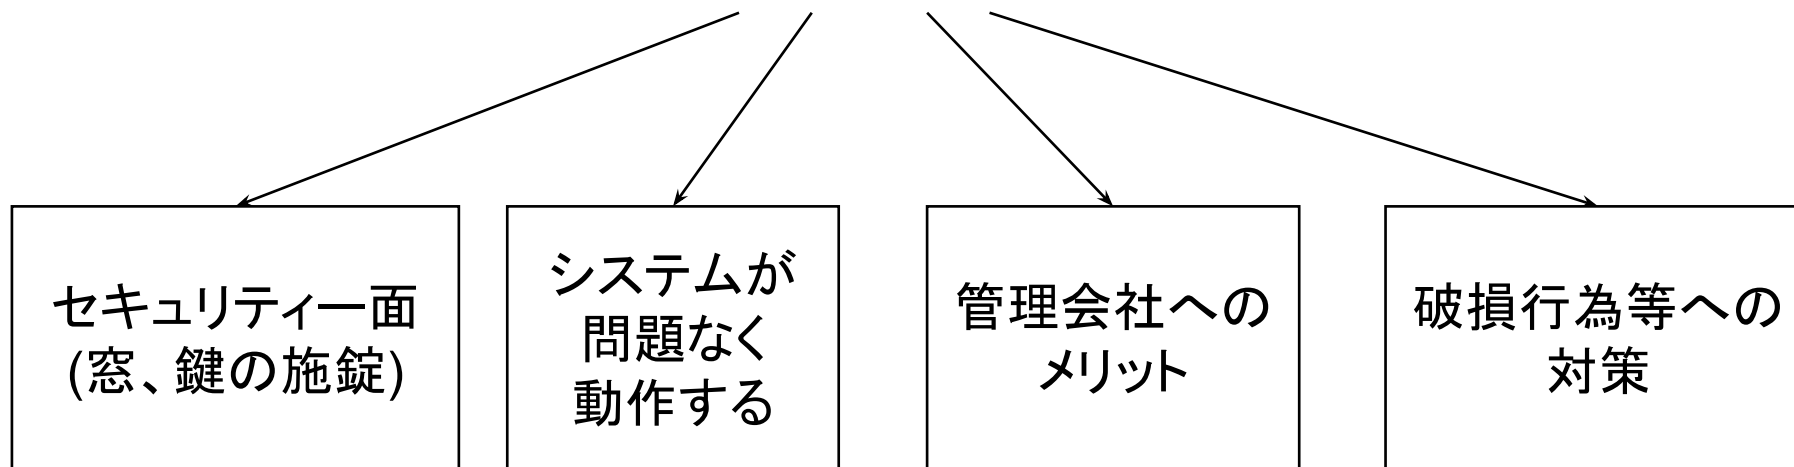 セキュリティー面
(窓、鍵の施錠)
システムが
問題なく
動作する
管理会社への
メリット
破損行為等への
対策